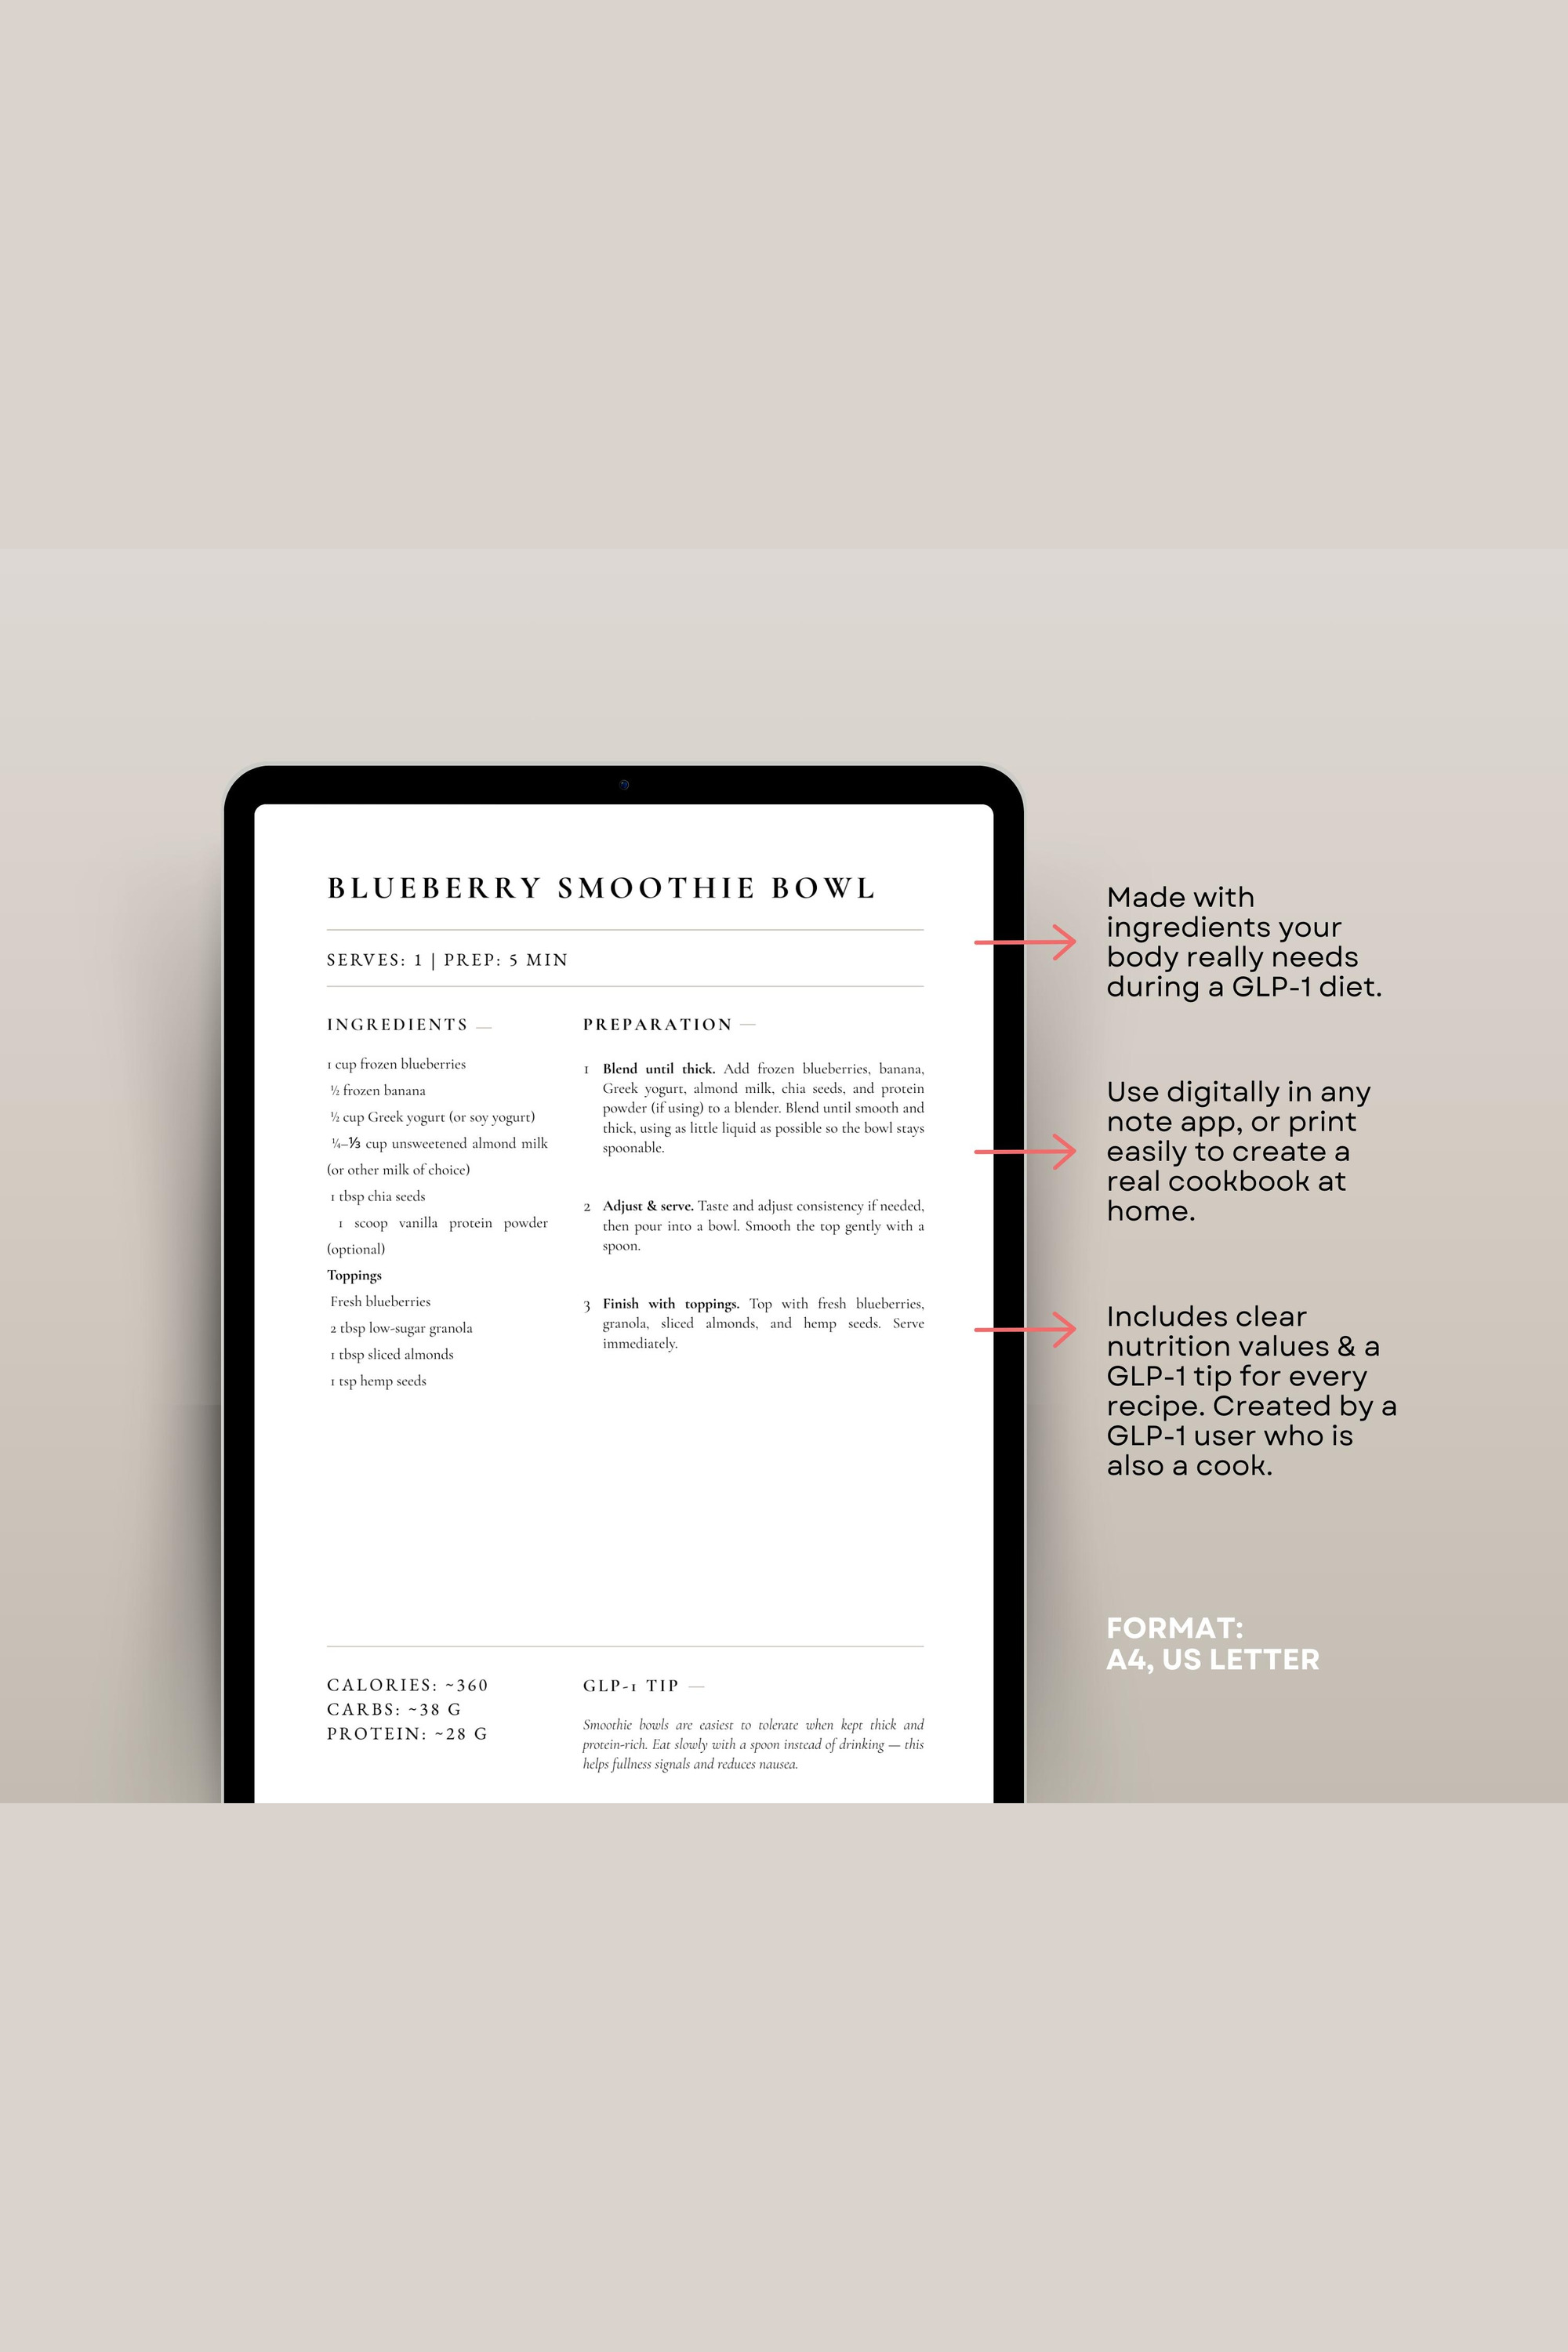 BLUEBERRY SMOOTHIE BOWL
SERVES: 1 | PREP: 5 MIN
INGREDIENTS —
1 cup frozen blueberries
½ frozen banana
½ cup Greek yogurt (or soy yogurt)
¼–⅓ cup unsweetened almond milk
(or other milk of choice)
1 tbsp chia seeds
1 scoop vanilla protein powder
(optional)
Toppings
Fresh blueberries
2 tbsp low-sugar granola
1 tbsp sliced almonds
1 tsp hemp seeds
PREPARATION —
1 Blend until thick. Add frozen blueberries, banana,
Greek yogurt, almond milk, chia seeds, and protein
powder (if using) to a blender. Blend until smooth and
thick, using as little liquid as possible so the bowl stays
spoonable.
2 Adjust & serve. Taste and adjust consistency if needed,
then pour into a bowl. Smooth the top gently with a
spoon.
3 Finish with toppings. Top with fresh blueberries,
granola, sliced almonds, and hemp seeds. Serve
immediately.
CALORIES: ~360
CARBS: ~38 G
PROTEIN: ~28 G
GLP-1 TIP —
Smoothie bowls are easiest to tolerate when kept thick and
protein-rich. Eat slowly with a spoon instead of drinking — this
helps fullness signals and reduces nausea.
Made with
ingredients your
body really needs
during a GLP-1 diet.
Use digitally in any
note app, or print
easily to create a
real cookbook at
home.
Includes clear
nutrition values & a
GLP-1 tip for every
recipe. Created by a
GLP-1 user who is
also a cook.
FORMAT:
A4, US LETTER